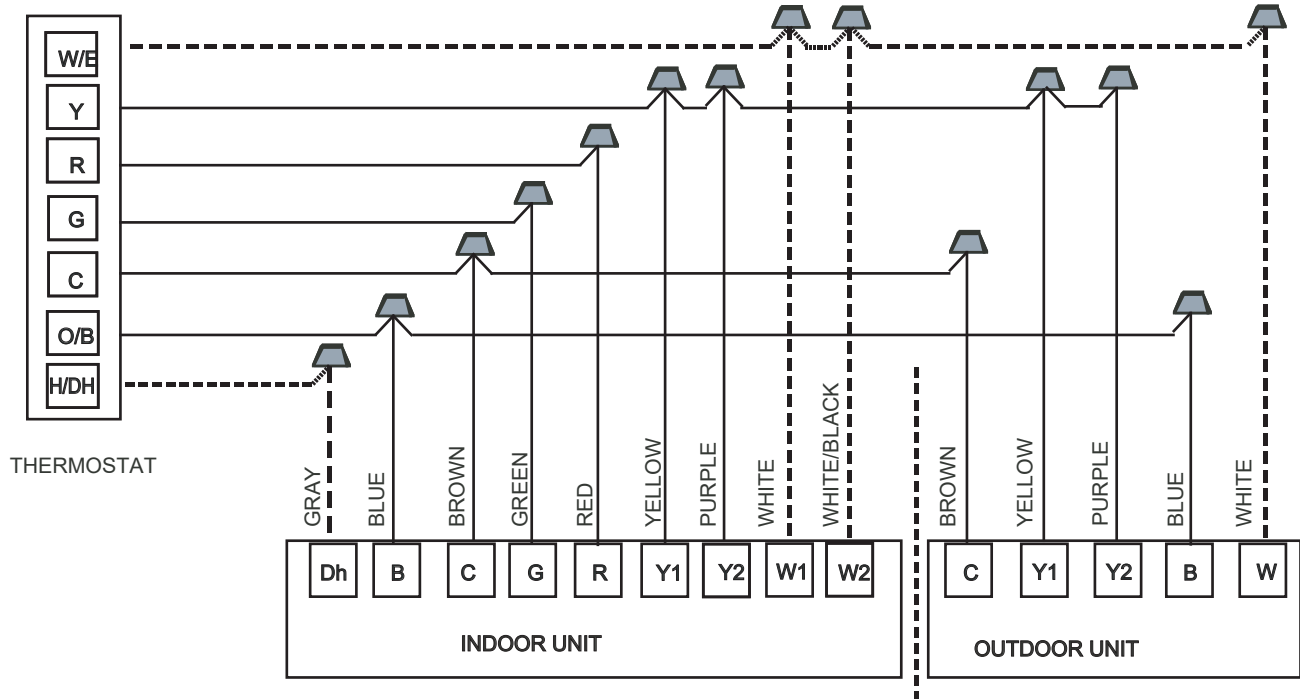 W/E
Y
R
G
C
O/B
H/DH
THERMOSTAT
GRAY
BLUE
BROWN
GREEN
RED
YELLOW
PURPLE
WHITE
WHITE/BLACK
BROWN
YELLOW
PURPLE
BLUE
WHITE
Dh B C G R Y1 Y2 W1 W2
C Y1 Y2 B W
INDOOR UNIT
OUTDOOR UNIT